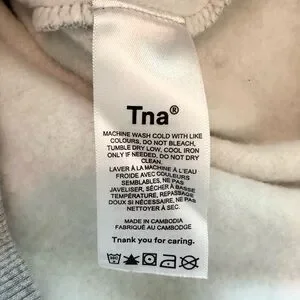 Tna®
MACHINE WASH COLD WITH LIKE
COLOURS, DO NOT BLEACH,
TUMBLE DRY LOW, COOL IRON
ONLY IF NEEDED, DO NOT DRY
CLEAN.
LAVER À LA MACHINE À L'EAU
FROIDE AVEC COULEURS
SEMBLABLES, NE PAS
JAVELISER, SÉCHER À BASSE
TEMPÉRATURE, REPASSAGE
DOUX SI NÉCESSAIRE, NE PAS
NETTOYER À SEC.
MADE IN CAMBODIA
FABRIQUÉ AU CAMBODGE
Tnank you for caring.